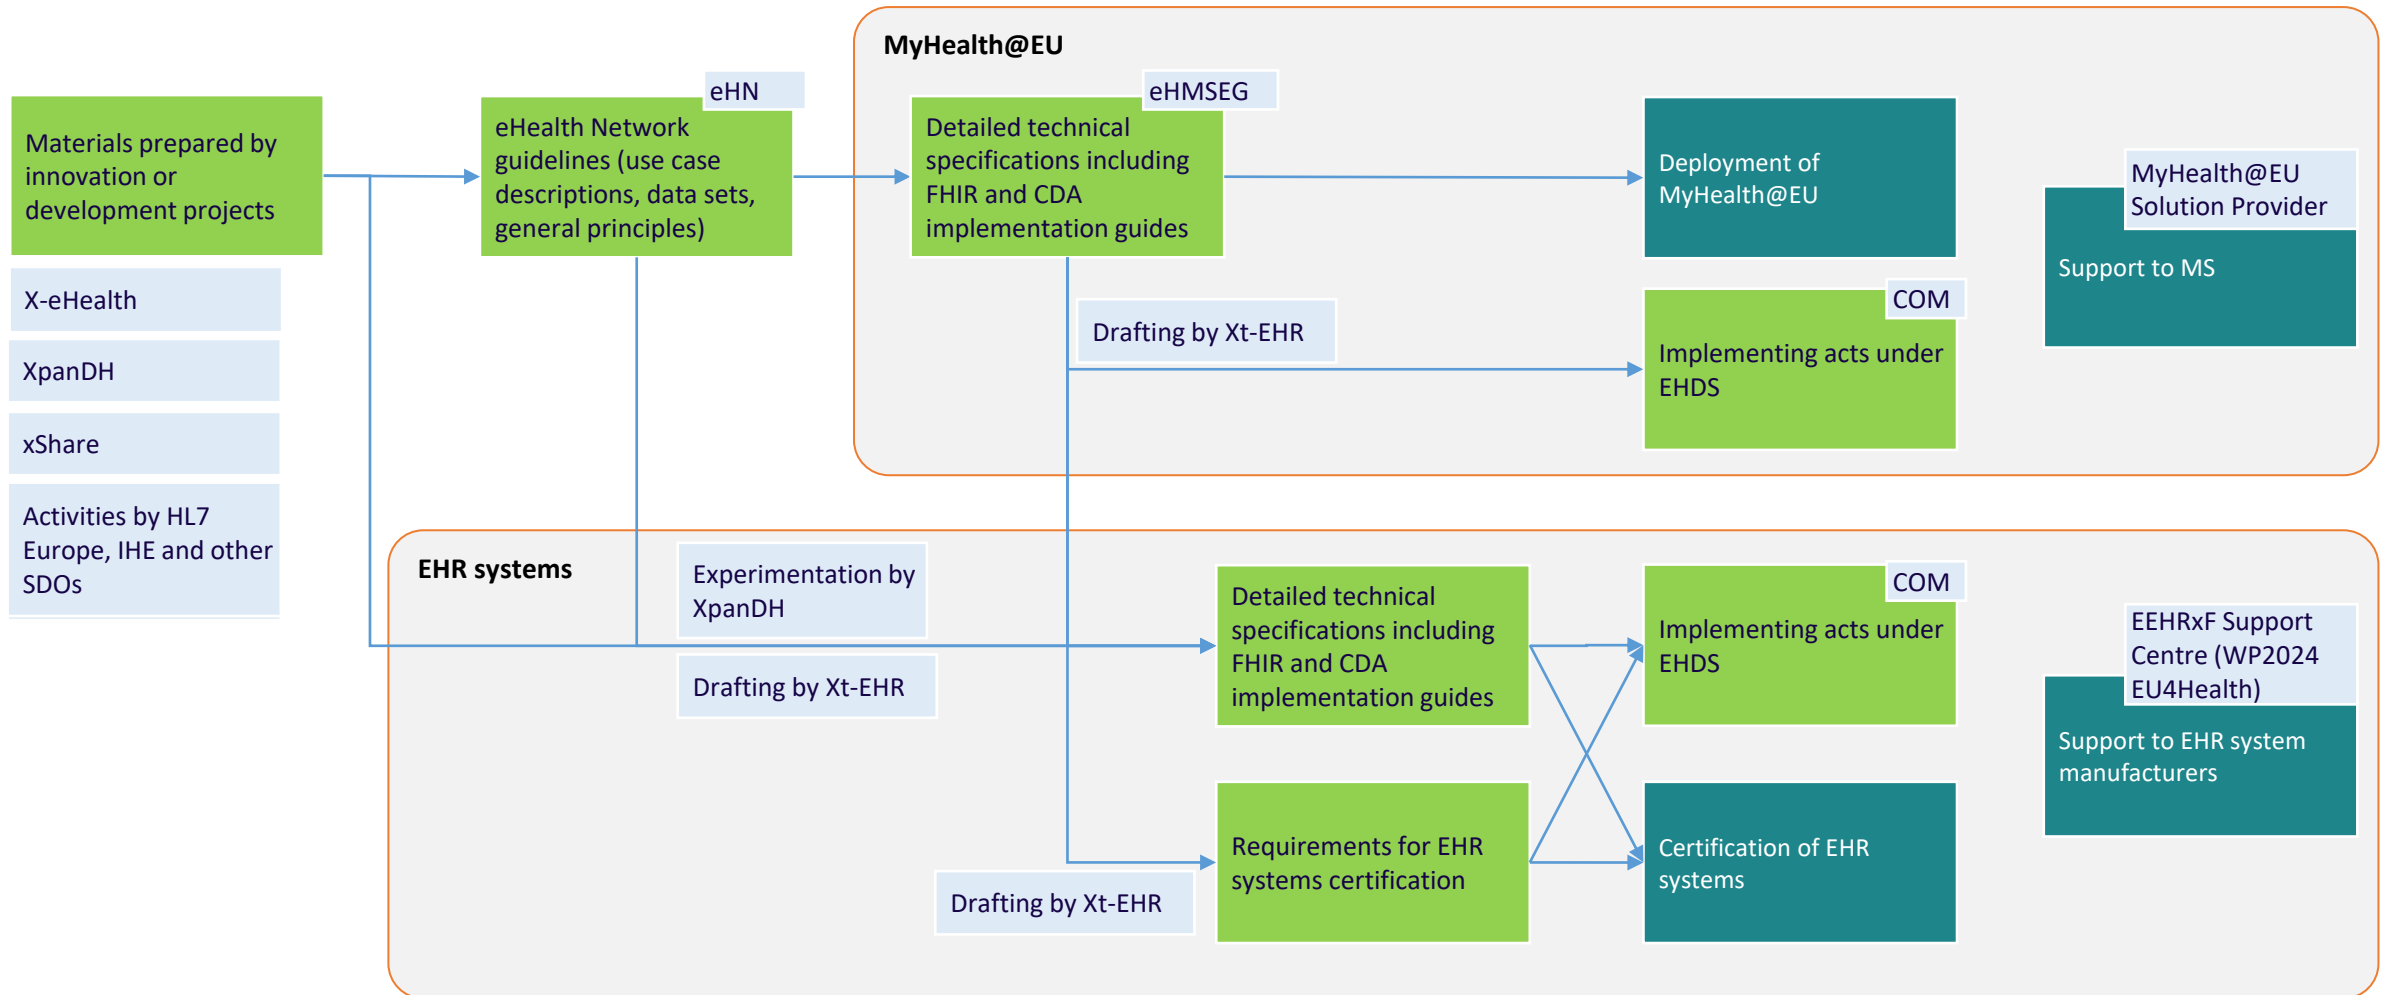 MyHealth@EU
Materials prepared by
innovation or
development projects
X-eHealth
XpanDH
xShare
Activities by HL7
Europe, IHE and other
SDOs
eHN
eHealth Network
guidelines (use case
descriptions, data sets,
general principles)
eHMSEG
Detailed technical
specifications including
FHIR and CDA
implementation guides
Deployment of
MyHealth@EU
MyHealth@EU
Solution Provider
Support to MS
Drafting by Xt-EHR
COM
Implementing acts under
EHDS
EHR systems
Experimentation by
XpanDH
Drafting by Xt-EHR
Detailed technical
specifications including
FHIR and CDA
implementation guides
COM
Implementing acts under
EHDS
EEHRxF Support
Centre (WP2024
EU4Health)
Support to EHR system
manufacturers
Drafting by Xt-EHR
Requirements for EHR
systems certification
Certification of EHR
systems